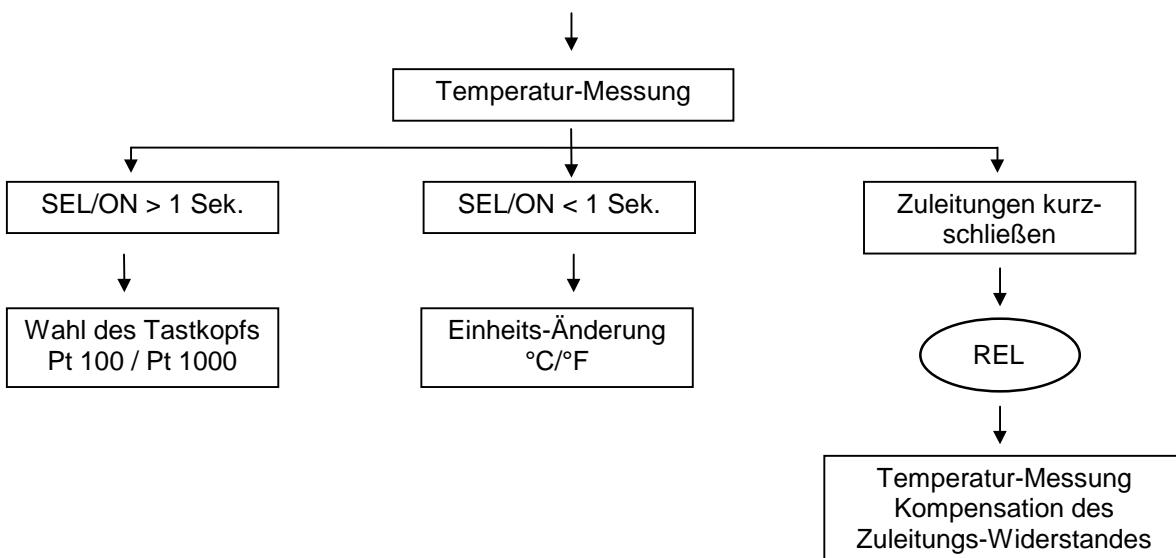 Temperatur-Messung
SEL/ON > 1 Sek.
SEL/ON < 1 Sek.
Zuleitungen kurz-
schließen
Wahl des Tastkopfs
Pt 100 / Pt 1000
Einheits-Änderung
°C/°F
REL
Temperatur-Messung
Kompensation des
Zuleitungs-Widerstandes